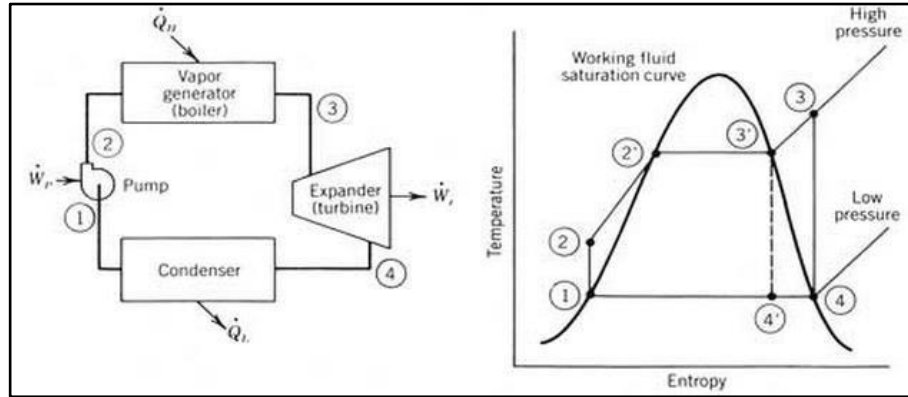 Q̇H
Vapor
generator
(boiler)
3
2
ẆP
Pump
Expander
(turbine)
Ẇt
1
Condenser
4
Q̇L
High
pressure
Working fluid
saturation curve
3
3'
2'
Low
pressure
Temperature
2
1
4'
4
Entropy